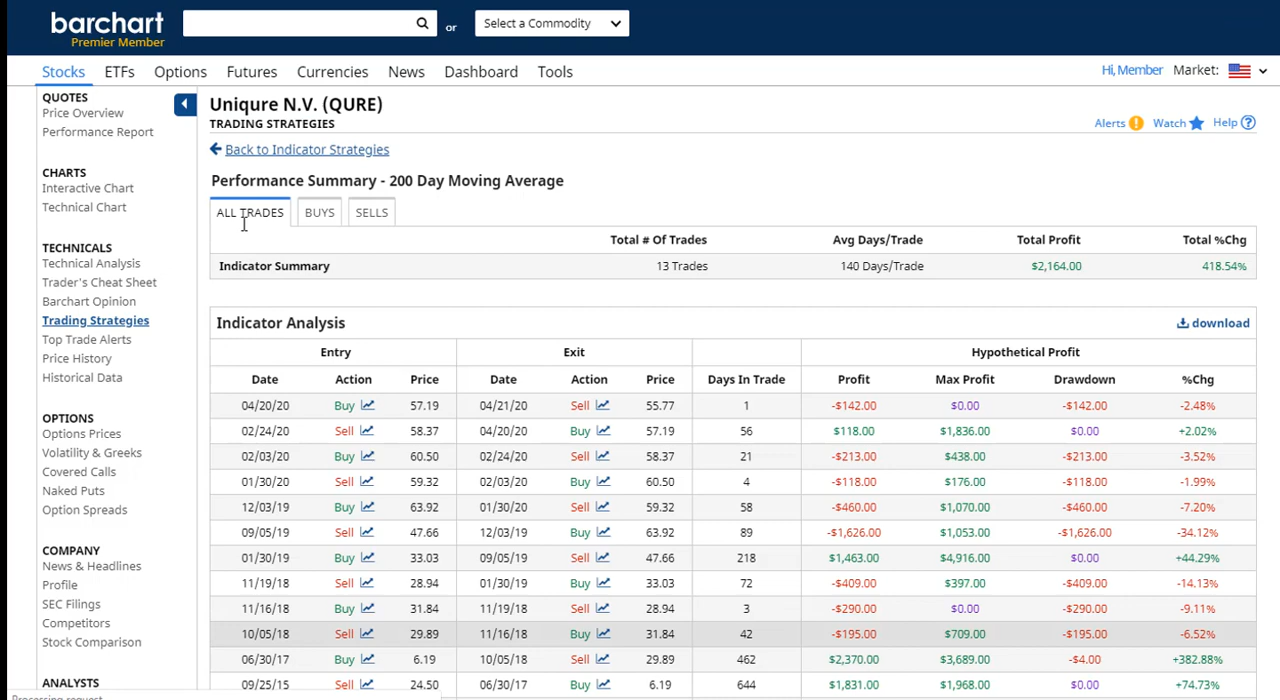 barchart
Premier Member
or
Select a Commodity
Stocks ETFs Options Futures Currencies News Dashboard Tools
Hi, Member Market:
QUOTES
Price Overview
Performance Report
CHARTS
Interactive Chart
Technical Chart
TECHNICALS
Technical Analysis
Trader's Cheat Sheet
Barchart Opinion
Trading Strategies
Top Trade Alerts
Price History
Historical Data
OPTIONS
Options Prices
Volatility & Greeks
Covered Calls
Naked Puts
Option Spreads
COMPANY
News & Headlines
Profile
SEC Filings
Competitors
Stock Comparison
ANALYSTS
Uniqure N.V. (QURE)
TRADING STRATEGIES
Alerts Watch Help
Back to Indicator Strategies
Performance Summary - 200 Day Moving Average
ALL TRADES BUYS SELLS
Total # Of Trades Avg Days/Trade Total Profit Total %Chg
Indicator Summary 13 Trades 140 Days/Trade $2,164.00 418.54%
Indicator Analysis download
Entry Exit Hypothetical Profit
Date Action Price Date Action Price Days In Trade Profit Max Profit Drawdown %Chg
04/20/20 Buy 57.19 04/21/20 Sell 55.77 1 -$142.00 $0.00 -$142.00 -2.48%
02/24/20 Sell 58.37 04/20/20 Buy 57.19 56 $118.00 $1,836.00 $0.00 +2.02%
02/03/20 Buy 60.50 02/24/20 Sell 58.37 21 -$213.00 $438.00 -$213.00 -3.52%
01/30/20 Sell 59.32 02/03/20 Buy 60.50 4 -$118.00 $176.00 -$118.00 -1.99%
12/03/19 Buy 63.92 01/30/20 Sell 59.32 58 -$460.00 $1,070.00 -$460.00 -7.20%
09/05/19 Sell 47.66 12/03/19 Buy 63.92 89 -$1,626.00 $1,053.00 -$1,626.00 -34.12%
01/30/19 Buy 33.03 09/05/19 Sell 47.66 218 $1,463.00 $4,916.00 $0.00 +44.29%
11/19/18 Sell 28.94 01/30/19 Buy 33.03 72 -$409.00 $397.00 -$409.00 -14.13%
11/16/18 Buy 31.84 11/19/18 Sell 28.94 3 -$290.00 $0.00 -$290.00 -9.11%
10/05/18 Sell 29.89 11/16/18 Buy 31.84 42 -$195.00 $709.00 -$195.00 -6.52%
06/30/17 Buy 6.19 10/05/18 Sell 29.89 462 $2,370.00 $3,689.00 -$4.00 +382.88%
09/25/15 Sell 24.50 06/30/17 Buy 6.19 644 $1,831.00 $1,968.00 $0.00 +74.73%
Processing request